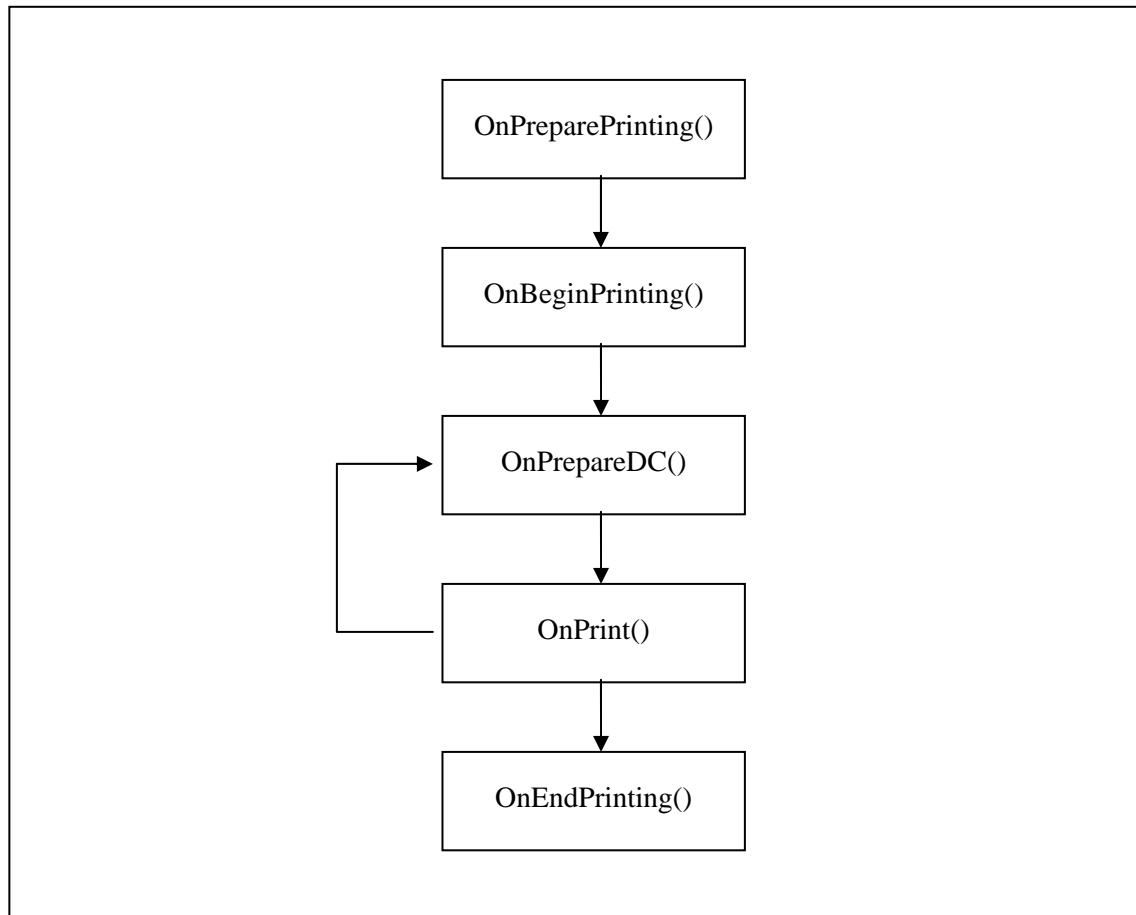 OnPreparePrinting()
OnBeginPrinting()
OnPrepareDC()
OnPrint()
OnEndPrinting()